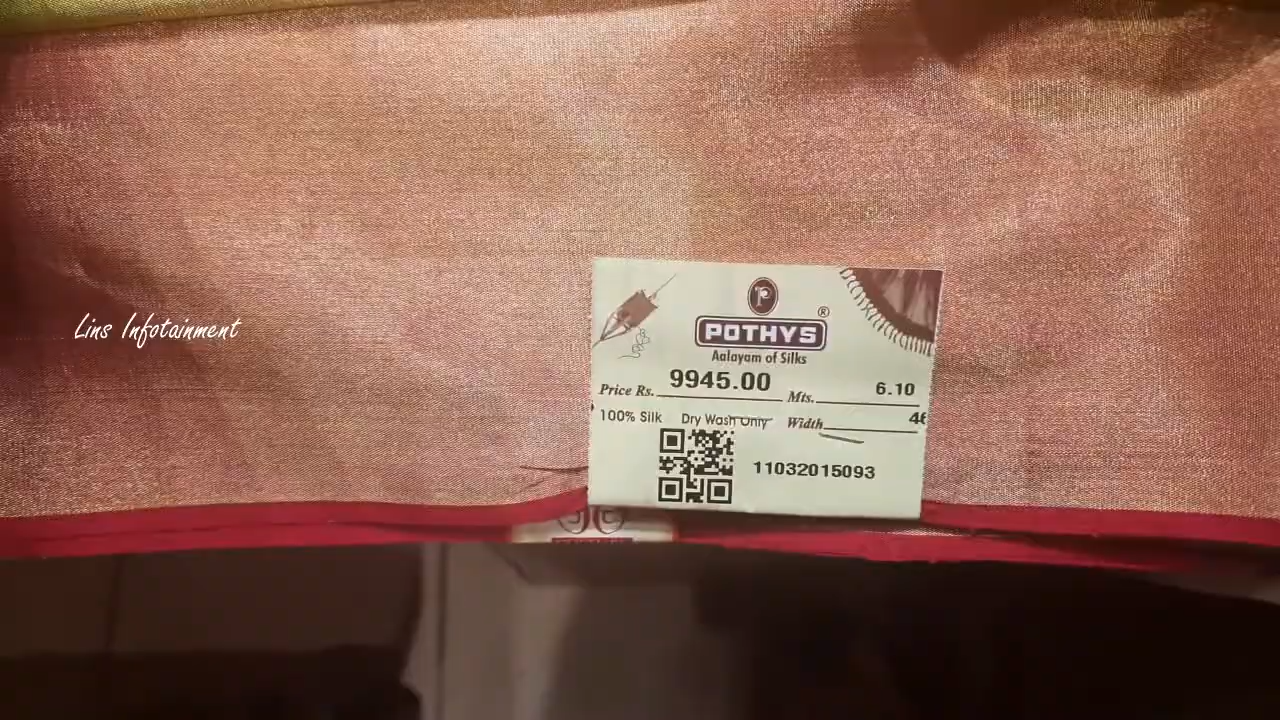 Lins Infotainment
P
POTHYS ®
Aalayam of Silks
Price Rs. 9945.00 Mts. 6.10
100% Silk Dry Wash Only Width 46
11032015093